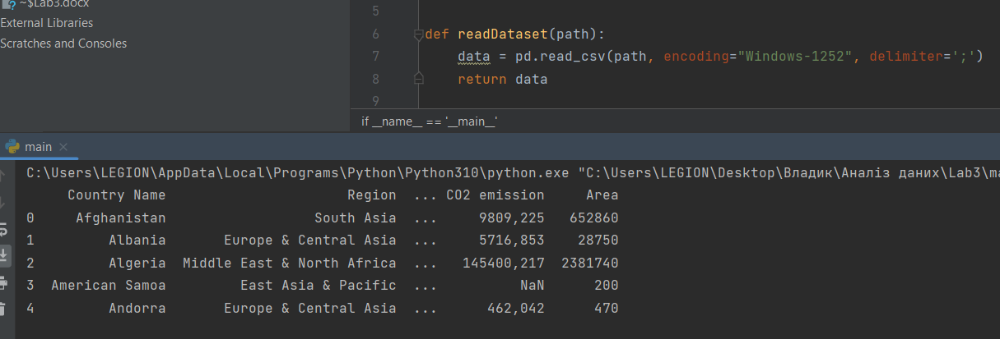 ~$Lab3.docx
External Libraries
Scratches and Consoles
5
6 def readDataset(path):
7 data = pd.read_csv(path, encoding="Windows-1252", delimiter=';')
8 return data
9
if __name__ == '__main__'
main
C:\Users\LEGION\AppData\Local\Programs\Python\Python310\python.exe "C:\Users\LEGION\Desktop\Владик\Аналіз даних\Lab3\ma
Country Name Region ... CO2 emission Area
0 Afghanistan South Asia ... 9809,225 652860
1 Albania Europe & Central Asia ... 5716,853 28750
2 Algeria Middle East & North Africa ... 145400,217 2381740
3 American Samoa East Asia & Pacific ... NaN 200
4 Andorra Europe & Central Asia ... 462,042 470